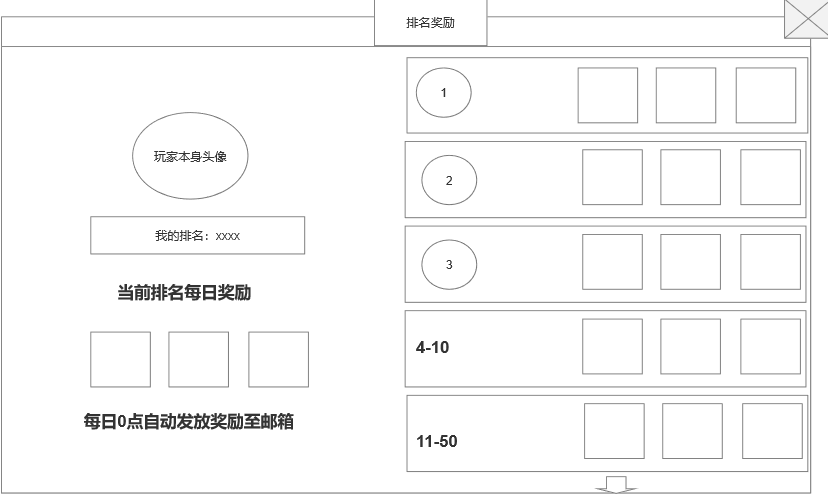 排名奖励
玩家本身头像
我的排名：xxxx
当前排名每日奖励
每日0点自动发放奖励至邮箱
1
2
3
4-10
11-50